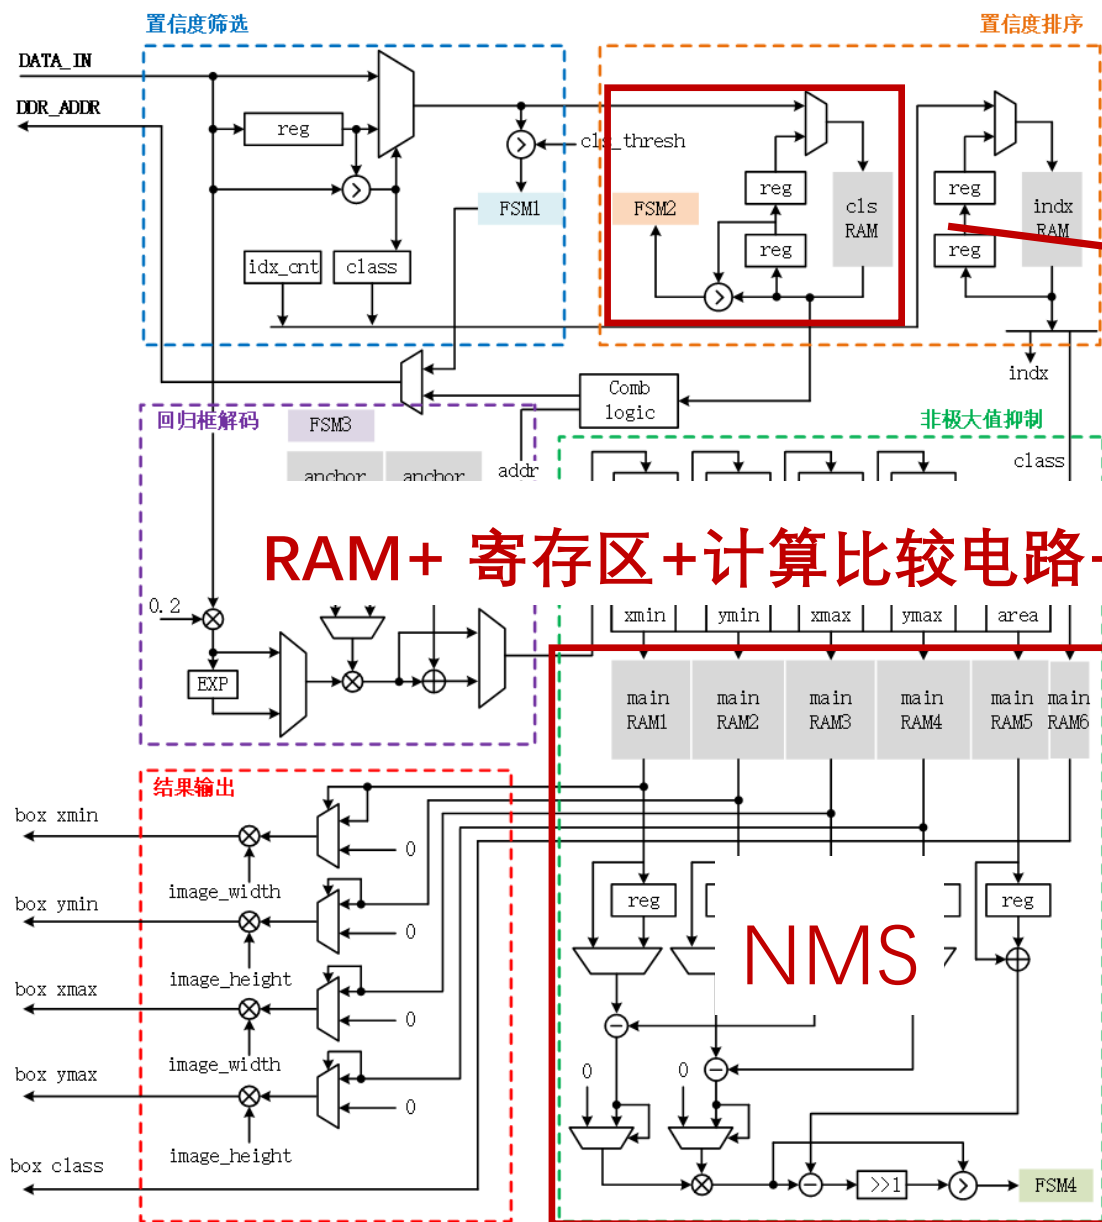 置信度筛选
置信度排序
DATA_IN
DDR_ADDR
reg
cls_thresh
FSM1
FSM2
reg
cls
RAM
reg
reg
indx
RAM
reg
idx_cnt
class
indx
Comb
logic
回归框解码
FSM3
非极大值抑制
anchor
anchor
addr
class
RAM+ 寄存区+计算比较电路
0.2
EXP
xmin
ymin
xmax
ymax
area
main
RAM1
main
RAM2
main
RAM3
main
RAM4
main
RAM5
main
RAM6
结果输出
box xmin
0
image_width
box ymin
0
image_height
box xmax
0
image_width
box ymax
0
image_height
box class
reg
reg
NMS
0
0
>>1
FSM4